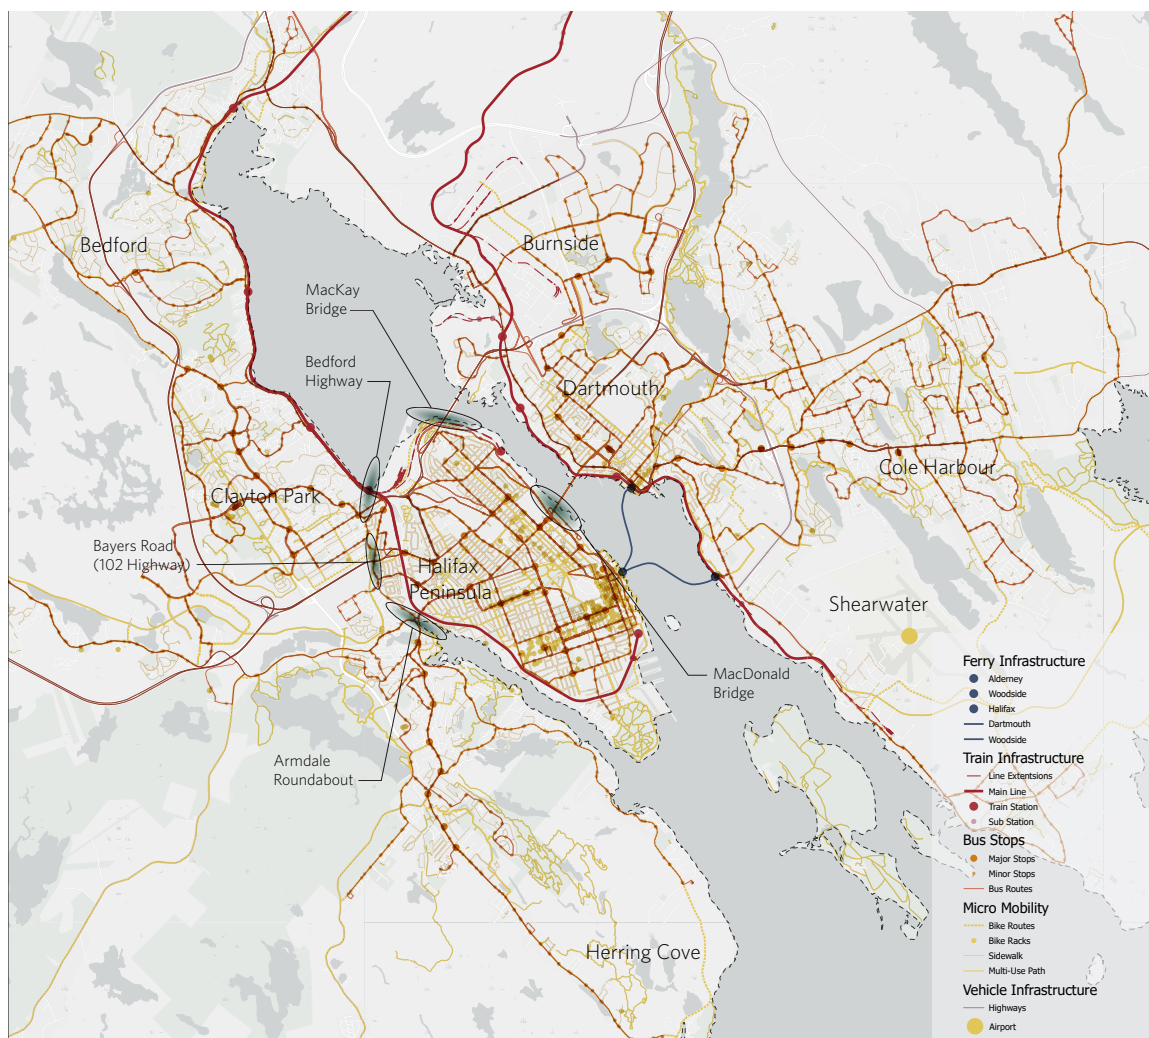 Bedford
Burnside
MacKay
Bridge
Bedford
Highway
Dartmouth
Clayton Park
Cole Harbour
Bayers Road
(102 Highway)
Halifax
Peninsula
Shearwater
MacDonald
Bridge
Armdale
Roundabout
Herring Cove
Ferry Infrastructure
Alderney
Woodside
Halifax
Dartmouth
Woodside
Train Infrastructure
Line Extentsions
Main Line
Train Station
Sub Station
Bus Stops
Major Stops
Minor Stops
Bus Routes
Micro Mobility
Bike Routes
Bike Racks
Sidewalk
Multi-Use Path
Vehicle Infrastructure
Highways
Airport